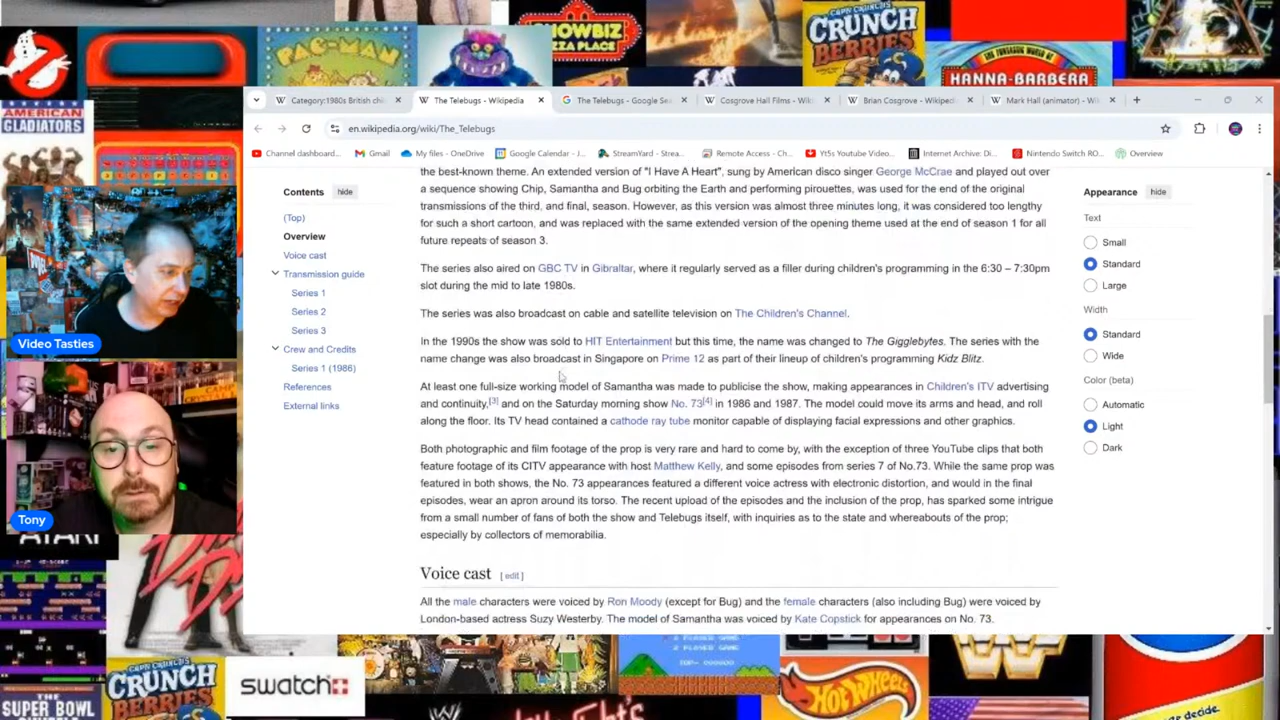 SHOWBIZ
PIZZA PLACE
PAC-MAN
CRUNCH
BERRIES
HANNA-BARBERA
AMERICAN
GLADIATORS
Category:1980s British chil
The Telebugs - Wikipedia
The Telebugs - Google Sea
Cosgrove Hall Films - Wiki
Brian Cosgrove - Wikiped
Mark Hall (animator) - Wi
en.wikipedia.org/wiki/The_Telebugs
Channel dashboard...
Gmail
My files - OneDrive
Google Calendar - J...
StreamYard - Strea...
Remote Access - Ch...
Yt5s Youtube Video...
Internet Archive: Di...
Nintendo Switch RO...
Overview
Contents
hide
(Top)
Overview
Voice cast
Transmission guide
Series 1
Series 2
Series 3
Crew and Credits
Series 1 (1986)
References
External links
the best-known theme. An extended version of "I Have A Heart", sung by American disco singer George McCrae and played out over
a sequence showing Chip, Samantha and Bug orbiting the Earth and performing pirouettes, was used for the end of the original
transmissions of the third, and final, season. However, as this version was almost three minutes long, it was considered too lengthy
for such a short cartoon, and was replaced with the same extended version of the opening theme used at the end of season 1 for all
future repeats of season 3.
The series also aired on GBC TV in Gibraltar, where it regularly served as a filler during children's programming in the 6:30 – 7:30pm
slot during the mid to late 1980s.
The series was also broadcast on cable and satellite television on The Children's Channel.
In the 1990s the show was sold to HIT Entertainment but this time, the name was changed to The Gigglebytes. The series with the
name change was also broadcast in Singapore on Prime 12 as part of their lineup of children's programming Kidz Blitz.
At least one full-size working model of Samantha was made to publicise the show, making appearances in Children's ITV advertising
and continuity,[3] and on the Saturday morning show No. 73[4] in 1986 and 1987. The model could move its arms and head, and roll
along the floor. Its TV head contained a cathode ray tube monitor capable of displaying facial expressions and other graphics.
Both photographic and film footage of the prop is very rare and hard to come by, with the exception of three YouTube clips that both
feature footage of its CITV appearance with host Matthew Kelly, and some episodes from series 7 of No.73. While the same prop was
featured in both shows, the No. 73 appearances featured a different voice actress with electronic distortion, and would in the final
episodes, wear an apron around its torso. The recent upload of the episodes and the inclusion of the prop, has sparked some intrigue
from a small number of fans of both the show and Telebugs itself, with inquiries as to the state and whereabouts of the prop;
especially by collectors of memorabilia.
Voice cast [ edit ]
All the male characters were voiced by Ron Moody (except for Bug) and the female characters (also including Bug) were voiced by
London-based actress Suzy Westerby. The model of Samantha was voiced by Kate Copstick for appearances on No. 73.
Appearance
hide
Text
Small
Standard
Large
Width
Standard
Wide
Color (beta)
Automatic
Light
Dark
Video Tasties
Tony
ATARI
CAP'N CRUNCH'S
CRUNCH
BERRIES
THE
SUPER BOWL
swatch
HOT WHEELS